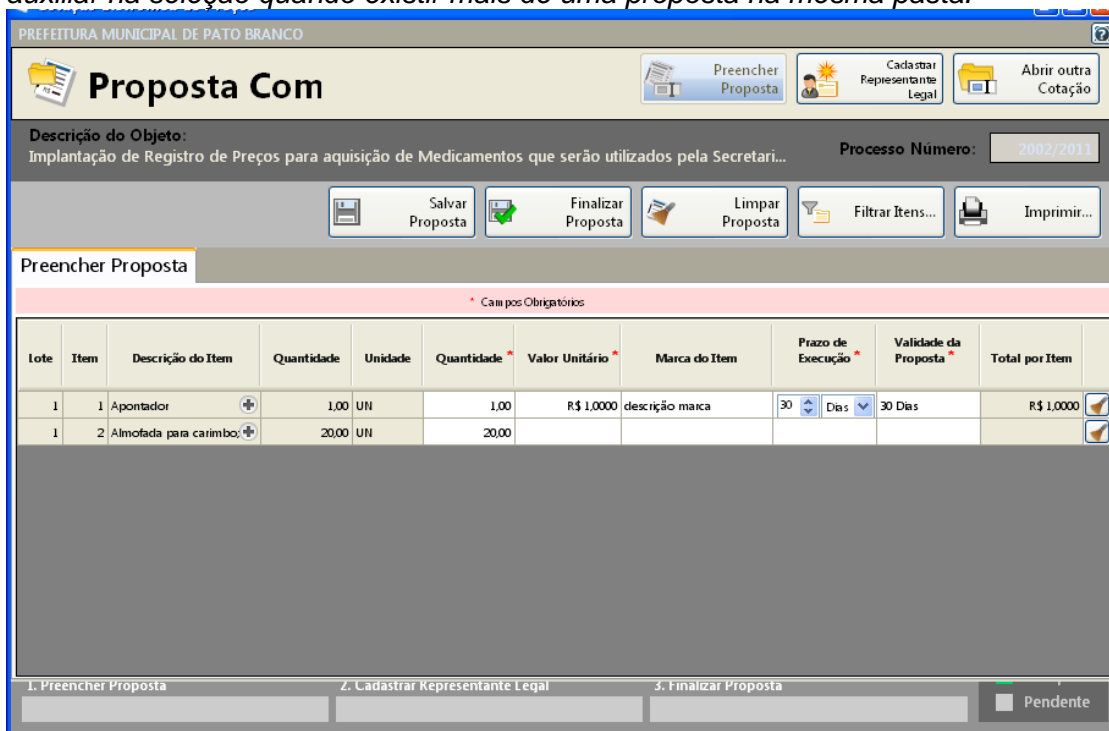 auxiliar na seleção quando existir mais de uma proposta na mesma pasta.
PREFEITURA MUNICIPAL DE PATO BRANCO
Proposta Com
Preencher
Proposta
Cadastrar
Representante
Legal
Abrir outra
Cotação
Descrição do Objeto:
Implantação de Registro de Preços para aquisição de Medicamentos que serão utilizados pela Secretari...
Processo Número: 2002/2011
Salvar
Proposta
Finalizar
Proposta
Limpar
Proposta
Filtrar Itens...
Imprimir...
Preencher Proposta
* Campos Obrigatórios
Lote Item Descrição do Item Quantidade Unidade Quantidade * Valor Unitário * Marca do Item Prazo de Execução * Validade da Proposta * Total por Item
1 1 Apontador 1,00 UN 1,00 R$ 1,0000 descrição marca 30 Dias 30 Dias R$ 1,0000
1 2 Almofada para carimbo; 20,00 UN 20,00
1. Preencher Proposta 2. Cadastrar Representante Legal 3. Finalizar Proposta
Pendente